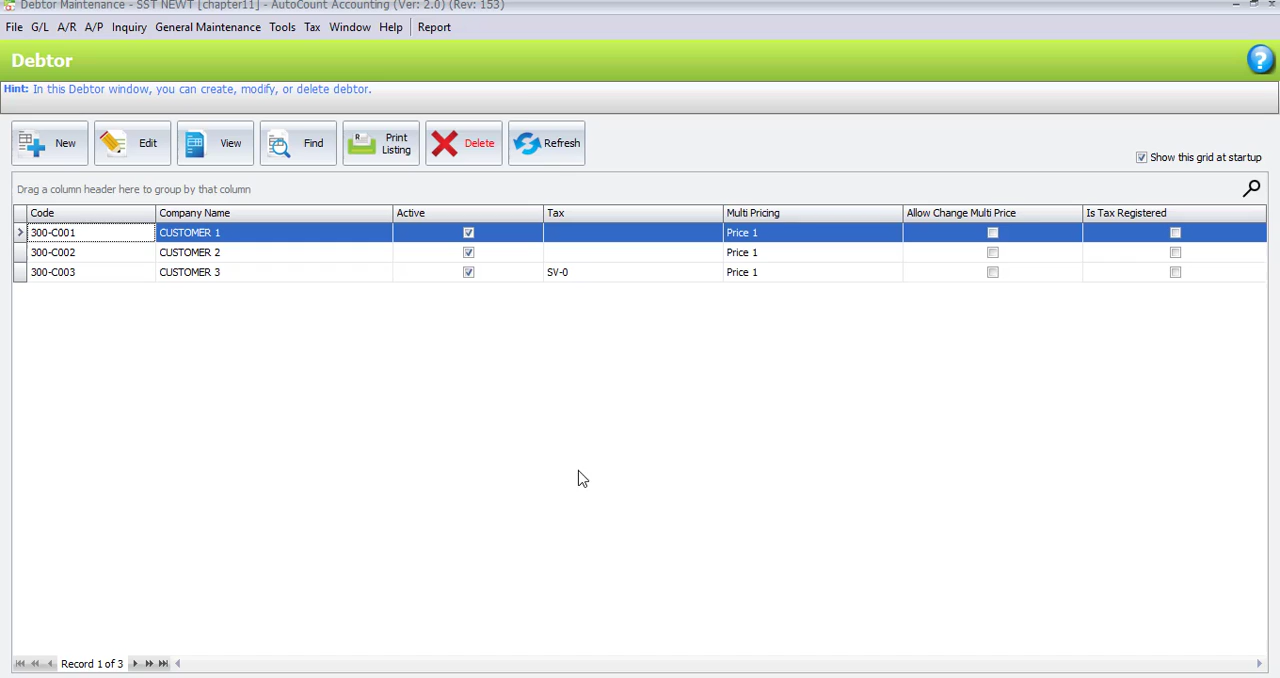 Debtor Maintenance - SST NEWT [chapter11] - AutoCount Accounting (Ver: 2.0) (Rev: 153)
File G/L A/R A/P Inquiry General Maintenance Tools Tax Window Help Report
Debtor
?
Hint: In this Debtor window, you can create, modify, or delete debtor.
New Edit View Find Print Listing Delete Refresh
Show this grid at startup
Drag a column header here to group by that column
Code Company Name Active Tax Multi Pricing Allow Change Multi Price Is Tax Registered
300-C001 CUSTOMER 1 Price 1
300-C002 CUSTOMER 2 Price 1
300-C003 CUSTOMER 3 SV-0 Price 1
Record 1 of 3